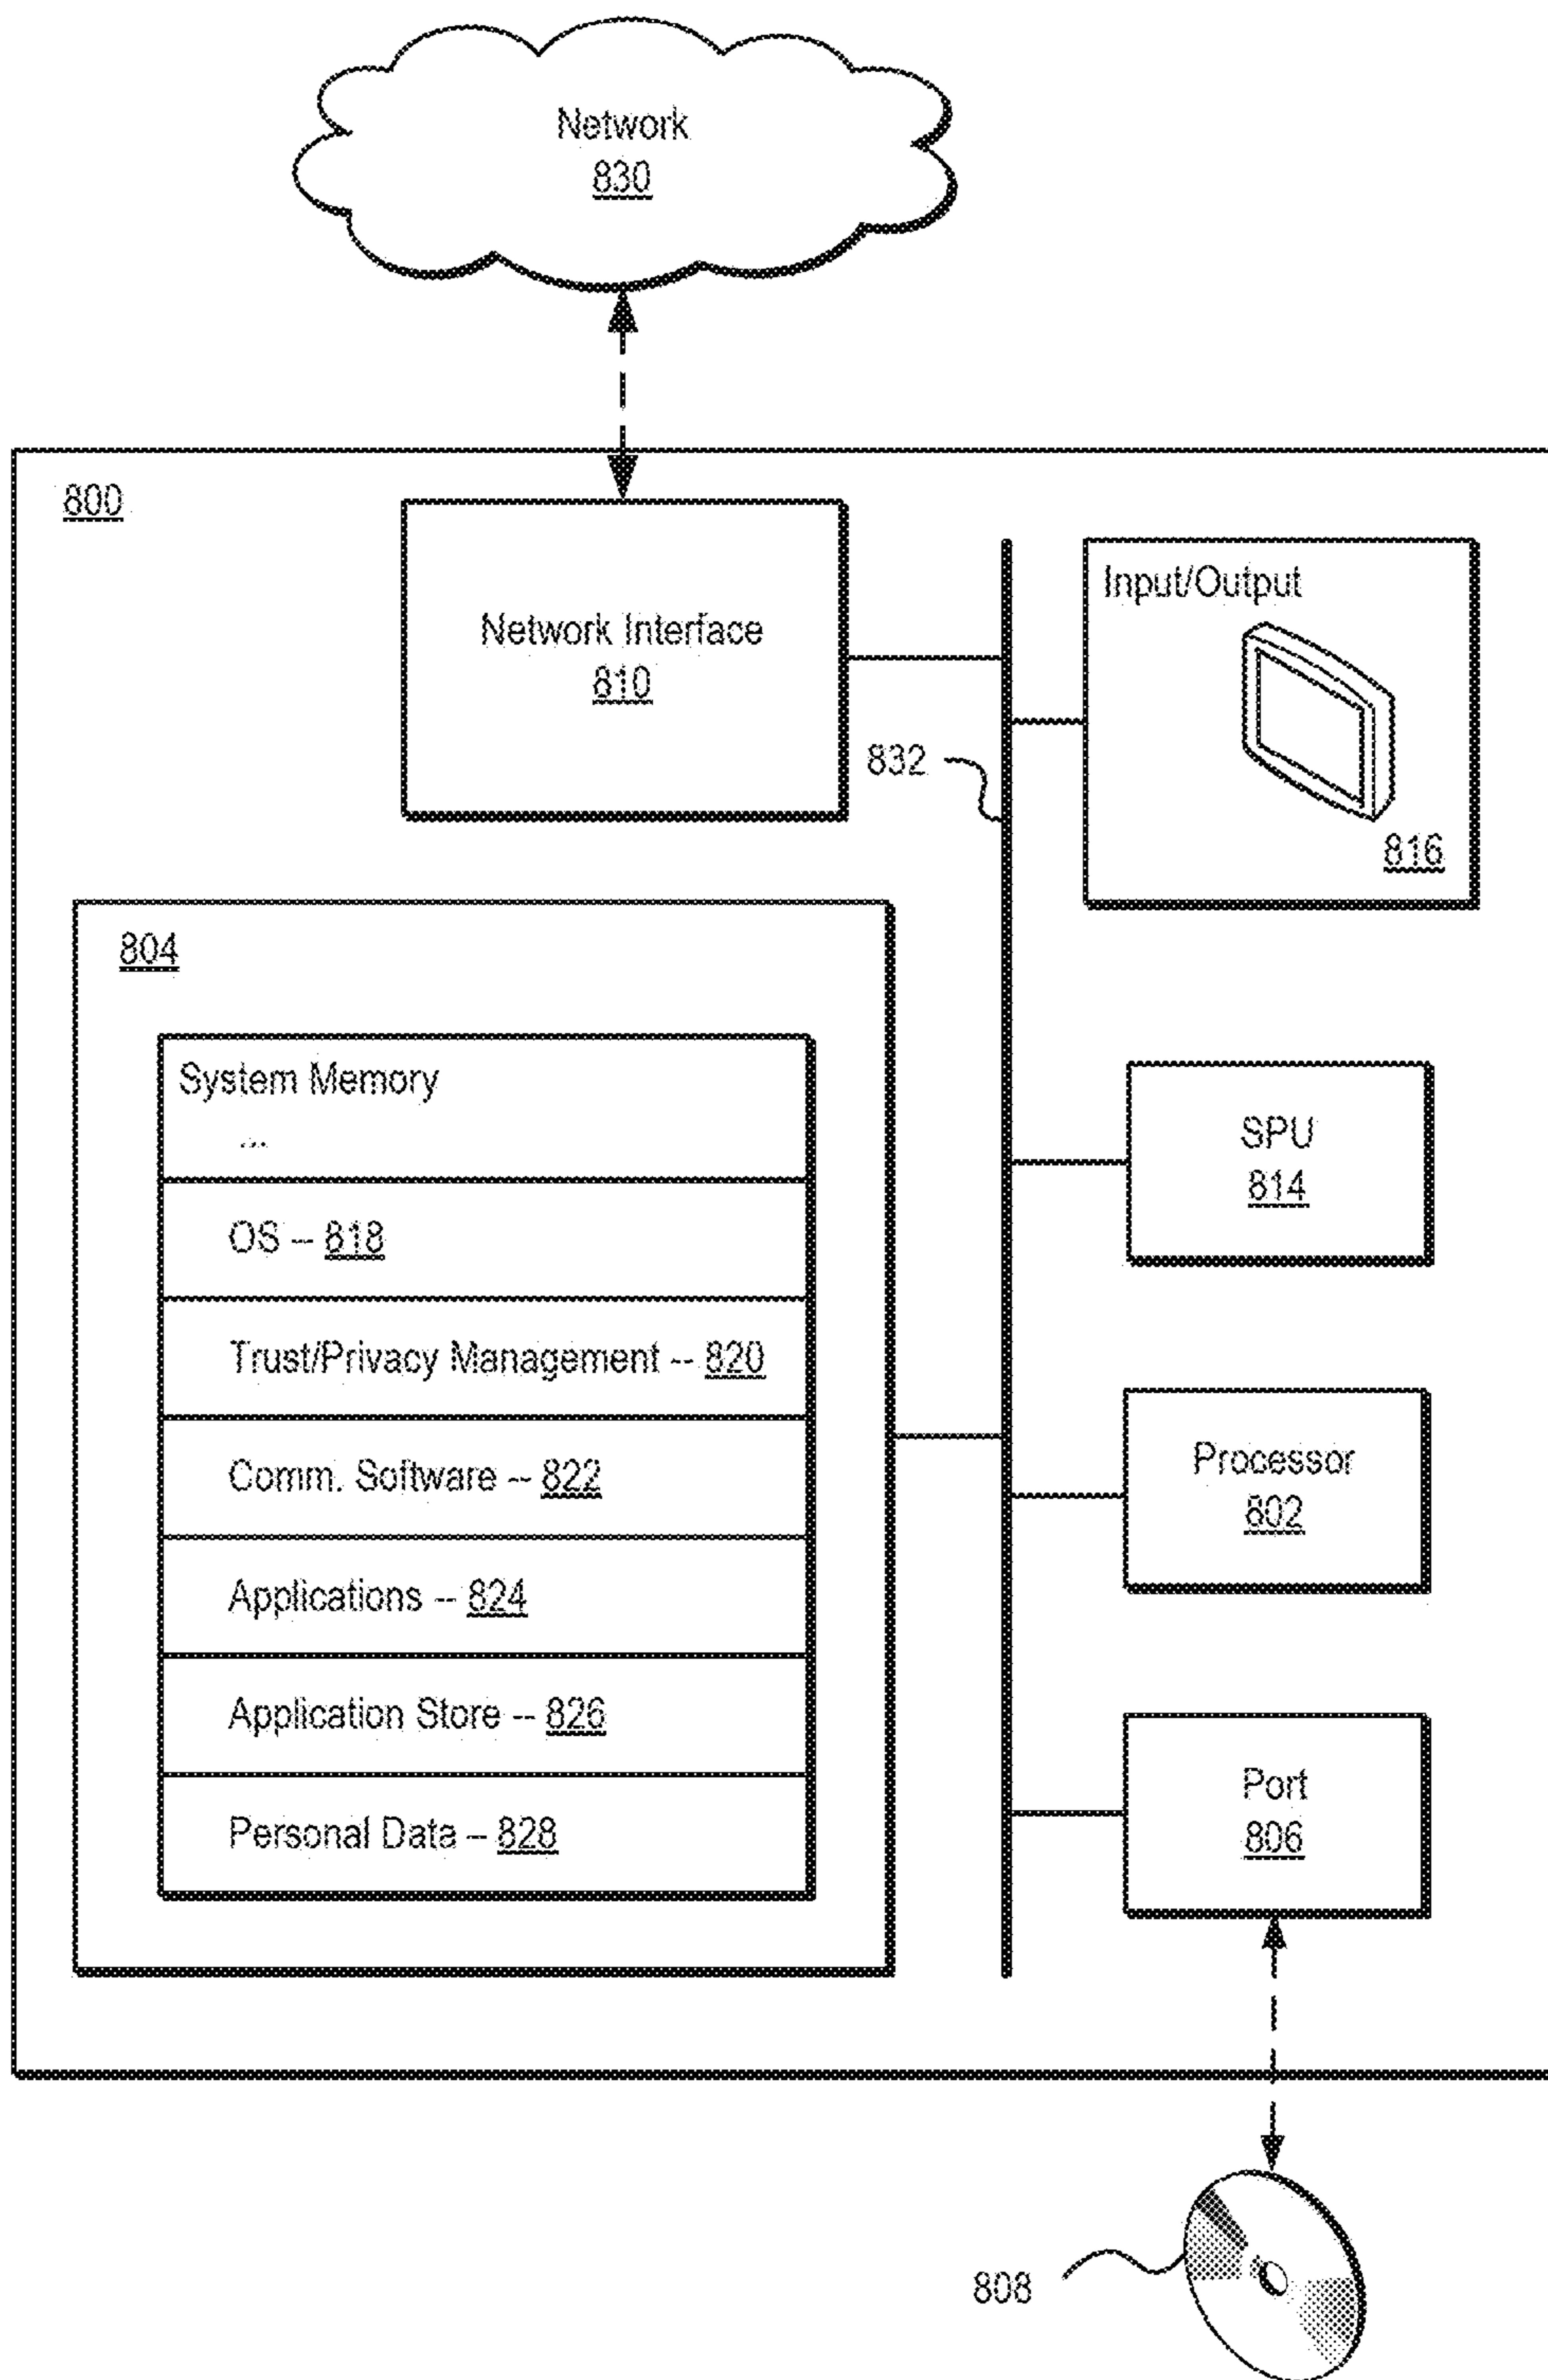 Network
830
800
Network Interface
810
Input/Output
816
832
804
System Memory
...
OS -- 818
Trust/Privacy Management -- 820
Comm. Software -- 822
Applications -- 824
Application Store -- 826
Personal Data -- 828
SPU
814
Processor
802
Port
806
808